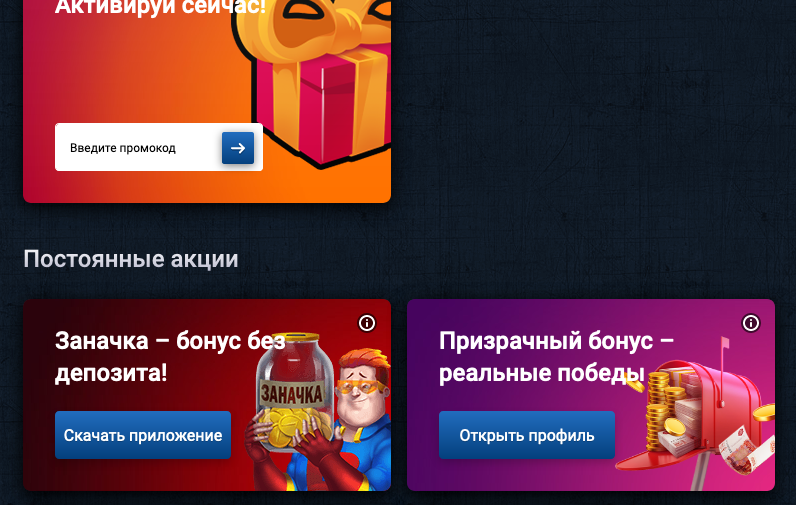 Активируй сейчас!
Введите промокод
Постоянные акции
Заначка – бонус без
депозита!
ЗАНАЧКА
Скачать приложение
Призрачный бонус –
реальные победы
Открыть профиль